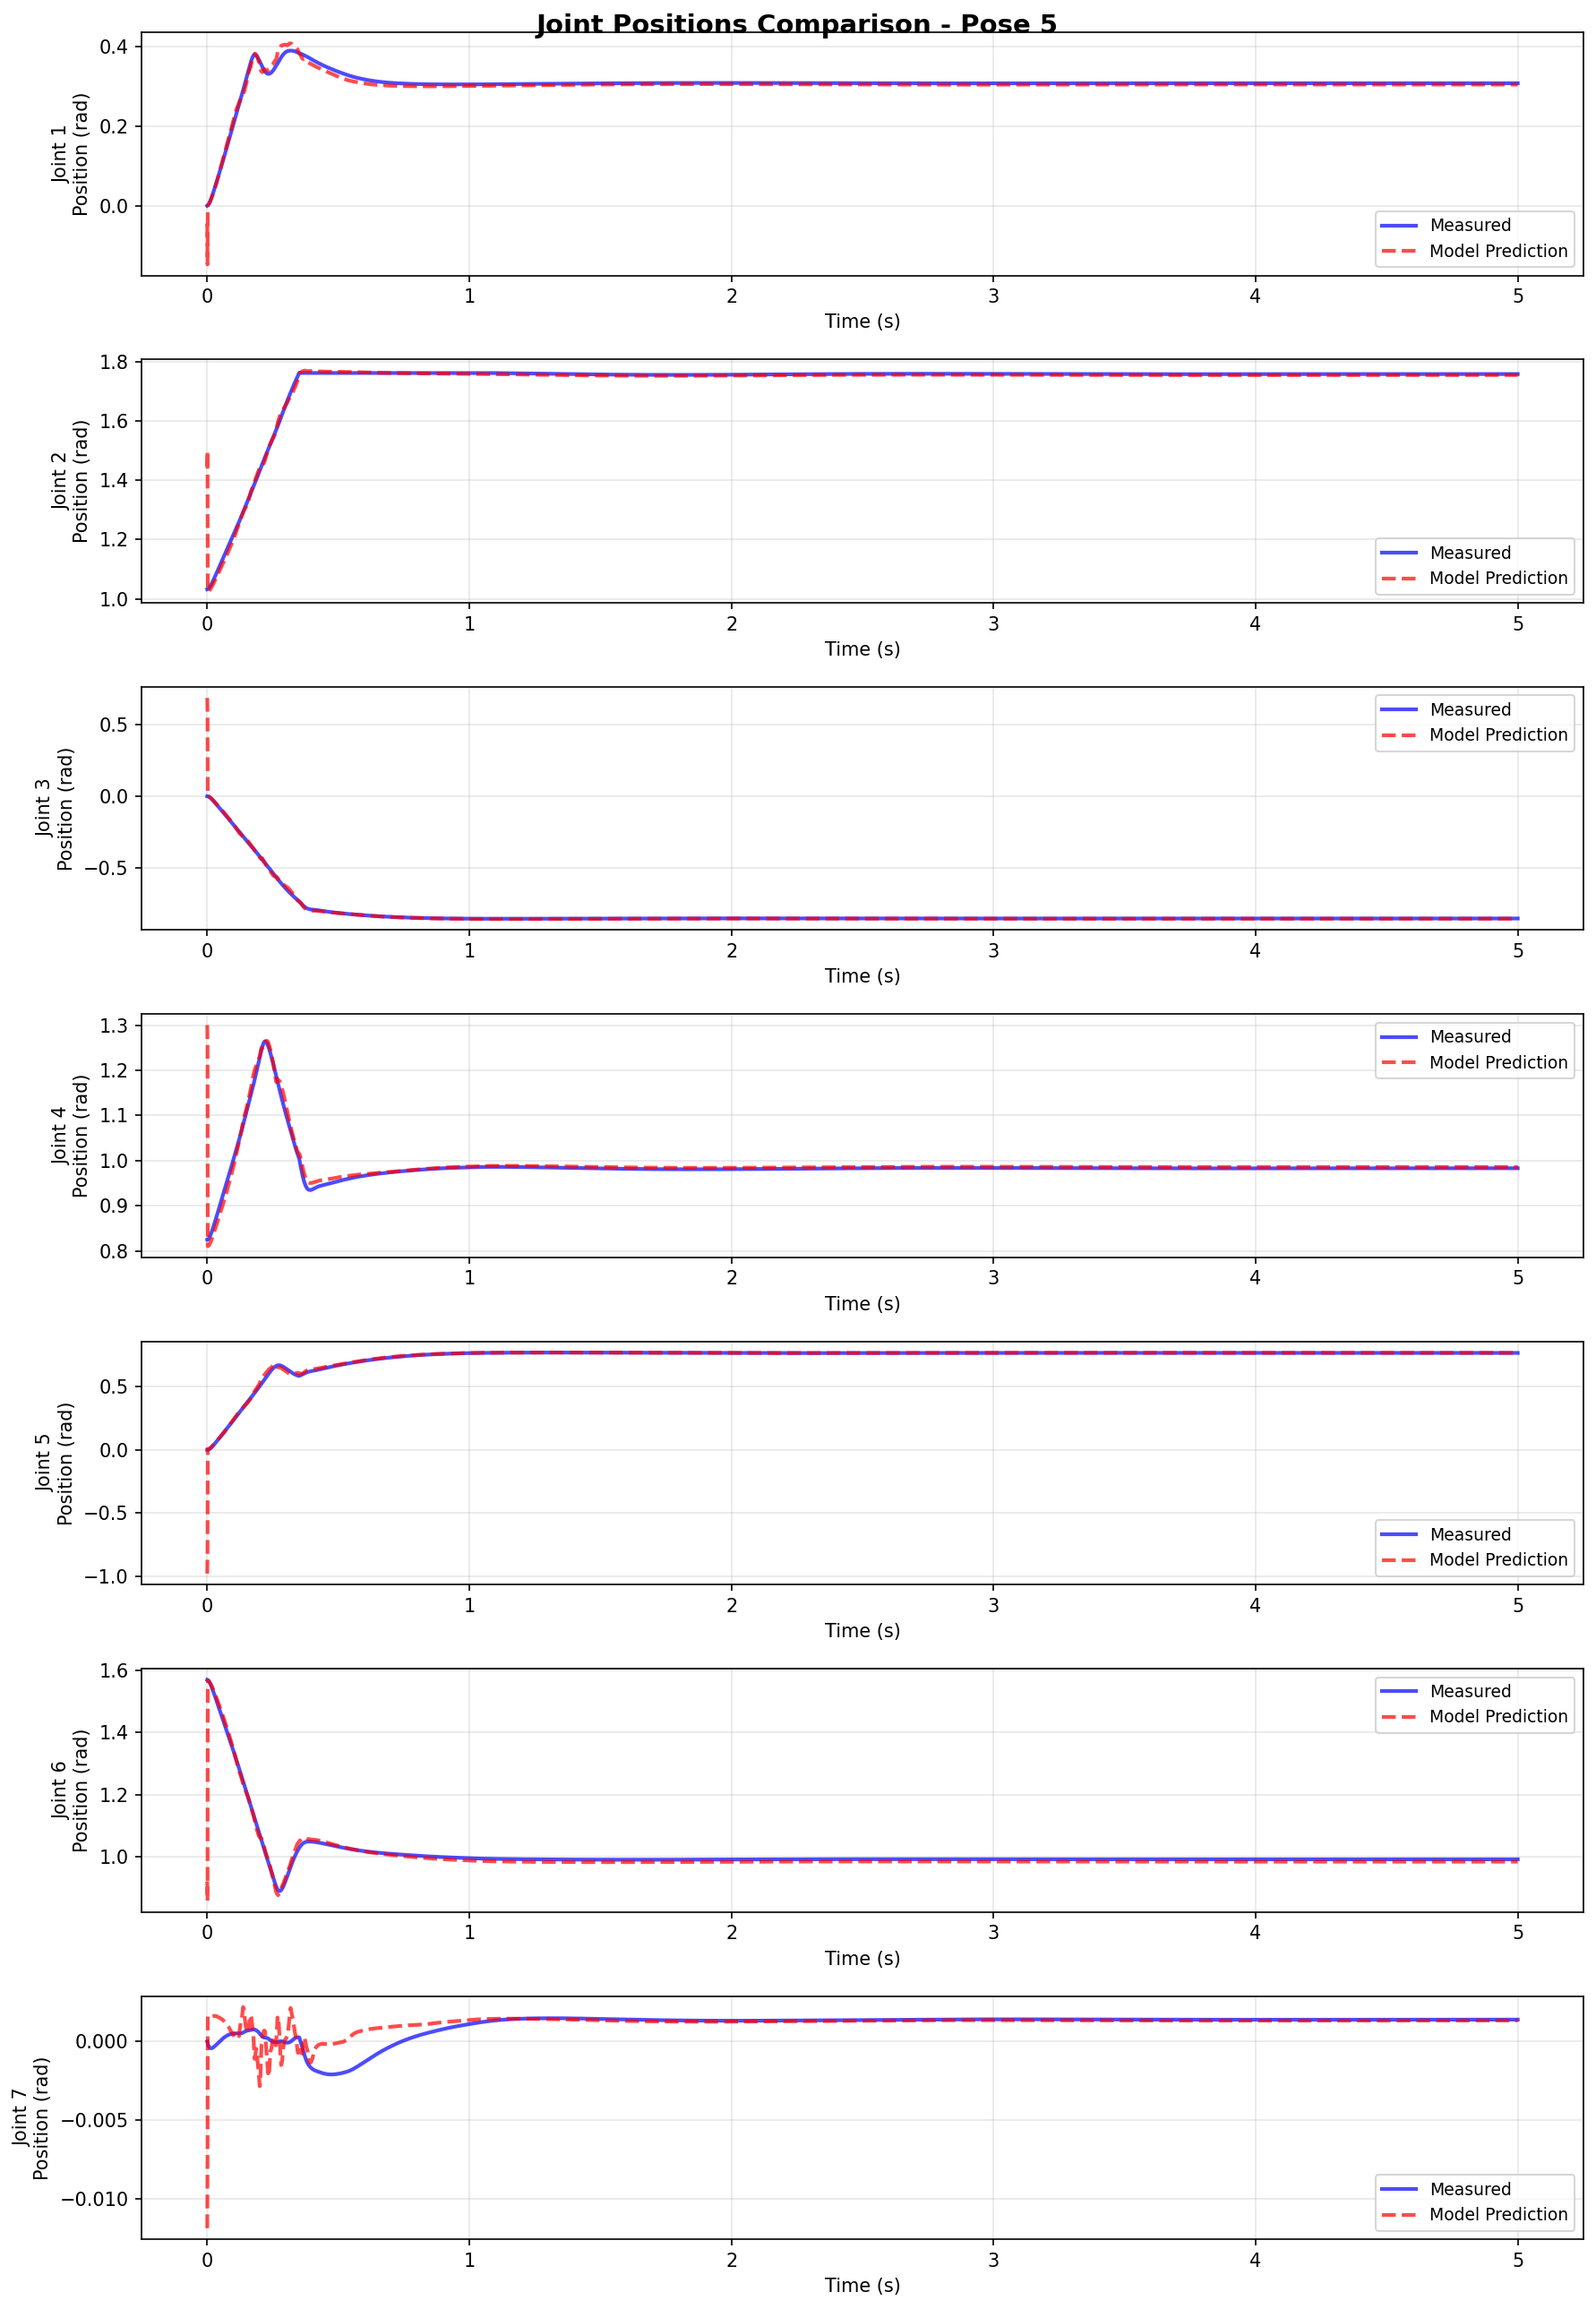 Joint Positions Comparison - Pose 5
Joint 1
Position (rad)
0.4
0.2
0.0
Measured
Model Prediction
0 1 2 3 4 5
Time (s)
Joint 2
Position (rad)
1.8
1.6
1.4
1.2
1.0
Measured
Model Prediction
0 1 2 3 4 5
Time (s)
Joint 3
Position (rad)
0.5
0.0
−0.5
Measured
Model Prediction
0 1 2 3 4 5
Time (s)
Joint 4
Position (rad)
1.3
1.2
1.1
1.0
0.9
0.8
Measured
Model Prediction
0 1 2 3 4 5
Time (s)
Joint 5
Position (rad)
0.5
0.0
−0.5
−1.0
Measured
Model Prediction
0 1 2 3 4 5
Time (s)
Joint 6
Position (rad)
1.6
1.4
1.2
1.0
Measured
Model Prediction
0 1 2 3 4 5
Time (s)
Joint 7
Position (rad)
0.000
−0.005
−0.010
Measured
Model Prediction
0 1 2 3 4 5
Time (s)